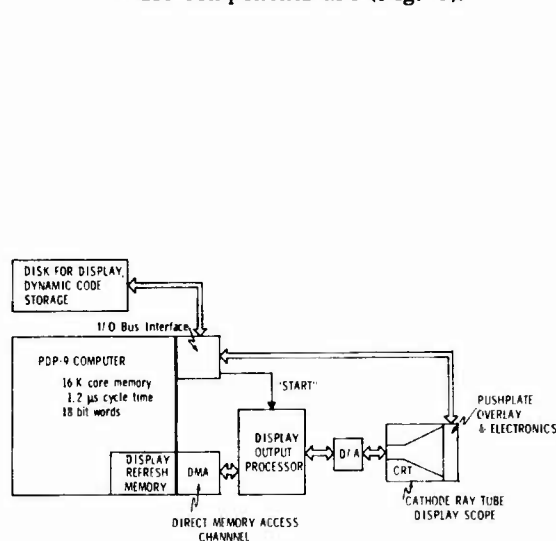 DISK FOR DISPLAY,
DYNAMIC CODE
STORAGE
I/O Bus Interface
PDP-9 COMPUTER
16 K core memory
1.2 μs cycle time
18 bit words
"START"
PUSHPLATE
OVERLAY
& ELECTRONICS
DISPLAY
REFRESH
MEMORY
DMA
DISPLAY
OUTPUT
PROCESSOR
D/A
CRT
CATHODE RAY TUBE
DISPLAY SCOPE
DIRECT MEMORY ACCESS
CHANNNEL